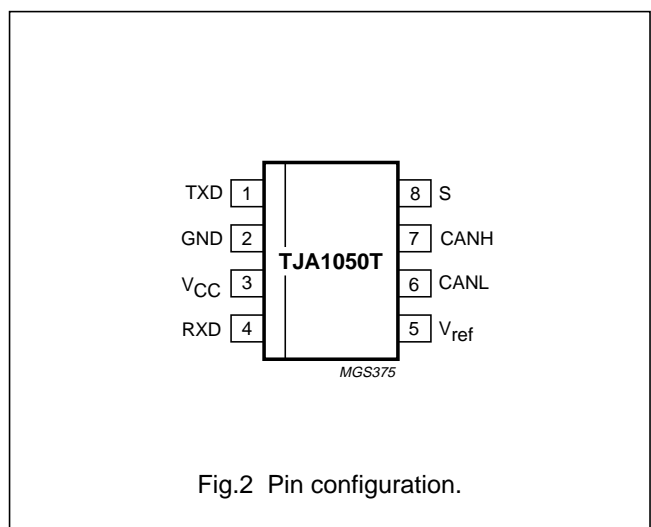 TXD 1 8 S
GND 2 7 CANH
TJA1050T
VCC 3 6 CANL
RXD 4 5 Vref
MGS375
Fig.2 Pin configuration.